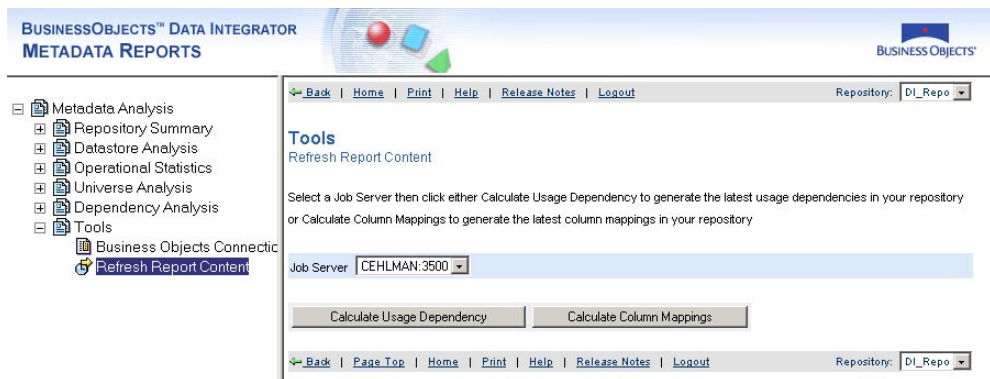 BUSINESSOBJECTS™ DATA INTEGRATOR
METADATA REPORTS
BUSINESS OBJECTS'
Metadata Analysis
Repository Summary
Datastore Analysis
Operational Statistics
Universe Analysis
Dependency Analysis
Tools
Business Objects Connectio
Refresh Report Content
Back | Home | Print | Help | Release Notes | Logout Repository: DI_Repo
Tools
Refresh Report Content
Select a Job Server then click either Calculate Usage Dependency to generate the latest usage dependencies in your repository
or Calculate Column Mappings to generate the latest column mappings in your repository
Job Server CEHLMAN:3500
Calculate Usage Dependency Calculate Column Mappings
Back | Page Top | Home | Print | Help | Release Notes | Logout Repository: DI_Repo